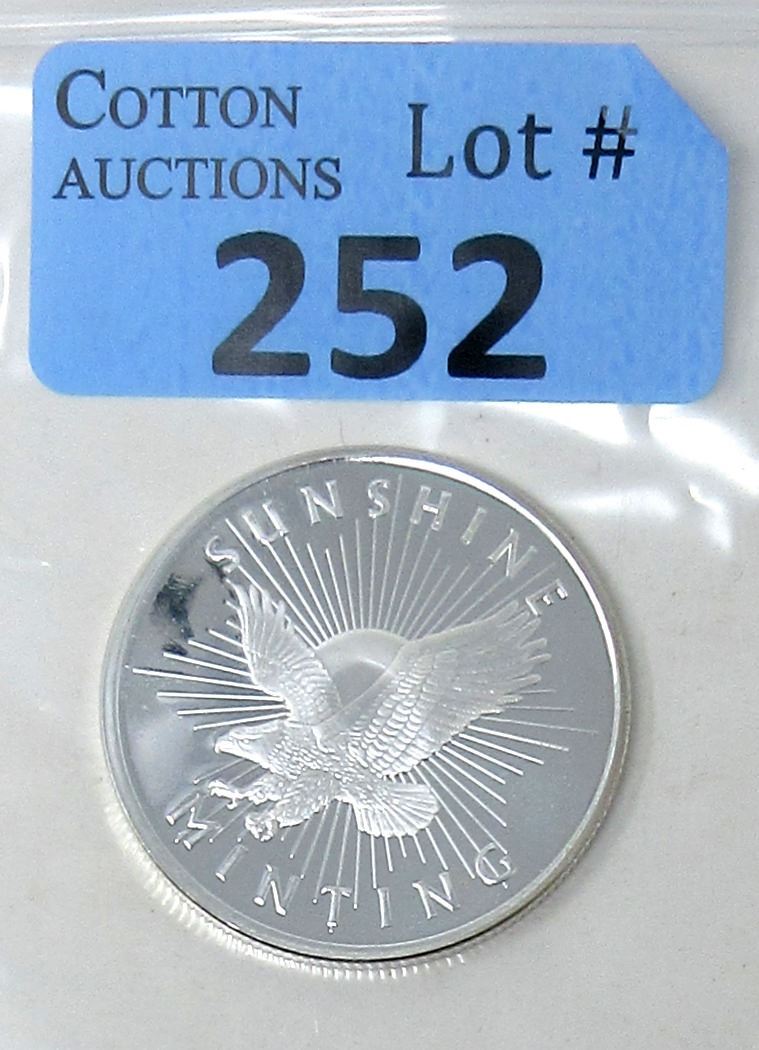 COTTON
AUCTIONS
Lot #
252
SUNSHINE
MINTING